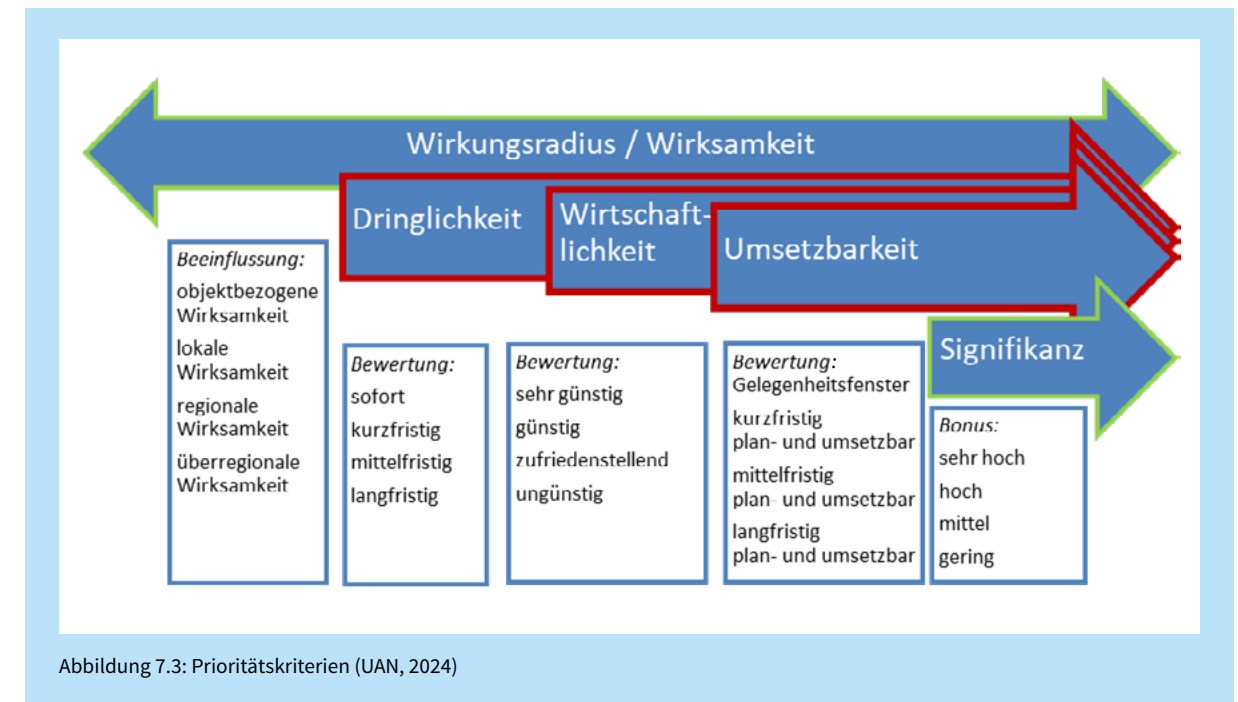 Wirkungsradius / Wirksamkeit
Dringlichkeit
Wirtschaft-
lichkeit
Umsetzbarkeit
Signifikanz
Beeinflussung:
objektbezogene
Wirksamkeit
lokale
Wirksamkeit
regionale
Wirksamkeit
überregionale
Wirksamkeit
Bewertung:
sofort
kurzfristig
mittelfristig
langfristig
Bewertung:
sehr günstig
günstig
zufriedenstellend
ungünstig
Bewertung:
Gelegenheitsfenster
kurzfristig
plan- und umsetzbar
mittelfristig
plan- und umsetzbar
langfristig
plan- und umsetzbar
Bonus:
sehr hoch
hoch
mittel
gering
Abbildung 7.3: Prioritätskriterien (UAN, 2024)